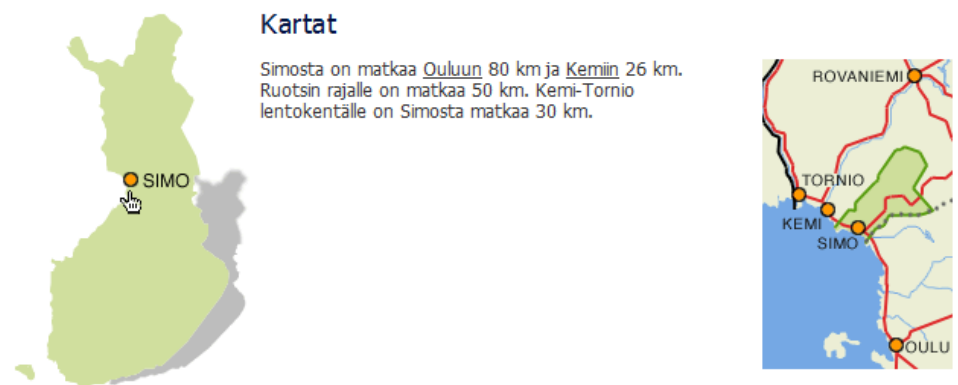 Kartat
Simosta on matkaa Ouluun 80 km ja Kemiin 26 km.
Ruotsin rajalle on matkaa 50 km. Kemi-Tornio
lentokentälle on Simosta matkaa 30 km.
SIMO
ROVANIEMI
TORNIO
KEMI
SIMO
OULU